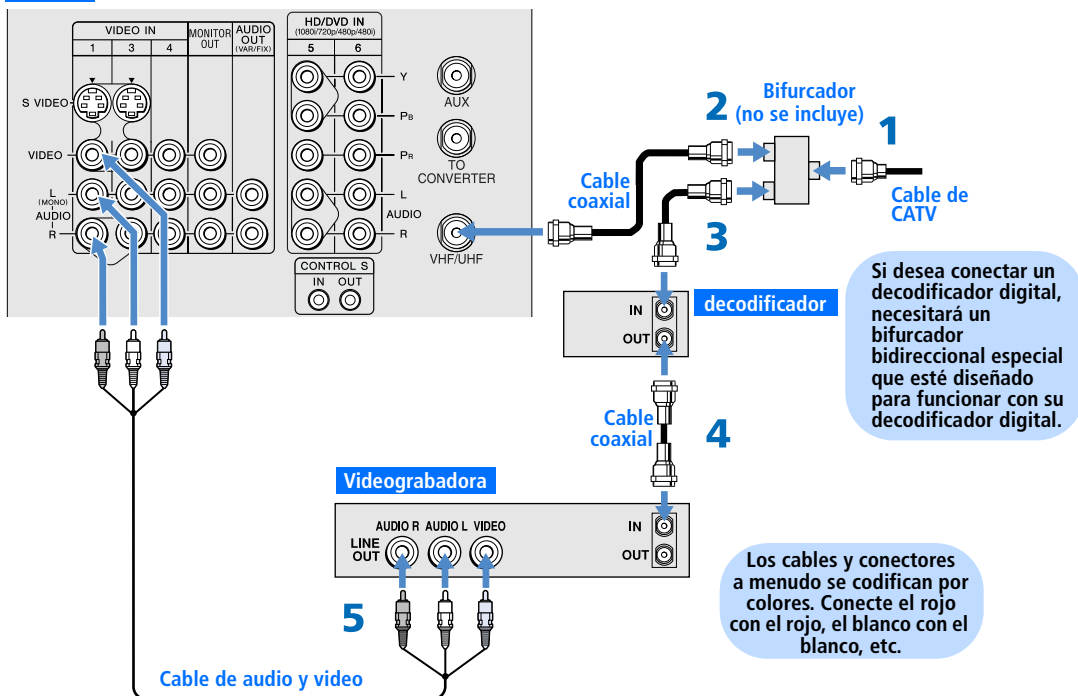 VIDEO IN
MONITOR
OUT
AUDIO
OUT
(VAR/FIX)
1
3
4
S VIDEO
VIDEO
L
(MONO)
AUDIO
R
HD/DVD IN
(1080i/720p/480p/480i)
5
6
Y
PB
PR
L
AUDIO
R
CONTROL S
IN
OUT
AUX
TO
CONVERTER
VHF/UHF
2
Bifurcador
(no se incluye)
1
Cable
coaxial
Cable de
CATV
3
decodificador
IN
OUT
Si desea conectar un
decodificador digital,
necesitará un
bifurcador
bidireccional especial
que esté diseñado
para funcionar con su
decodificador digital.
Cable
coaxial
4
Videograbadora
AUDIO R AUDIO L VIDEO
LINE
OUT
IN
OUT
Los cables y conectores
a menudo se codifican por
colores. Conecte el rojo
con el rojo, el blanco con el
blanco, etc.
5
Cable de audio y video